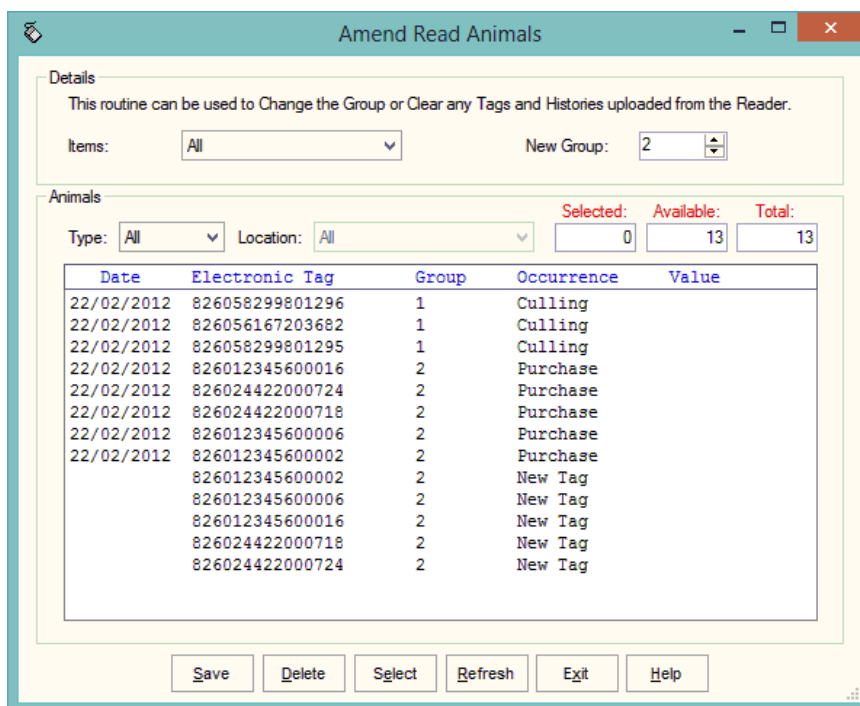 Amend Read Animals
Details
This routine can be used to Change the Group or Clear any Tags and Histories uploaded from the Reader.
Items: All New Group: 2
Animals
Selected: Available: Total:
Type: All Location: All 0 13 13
Date Electronic Tag Group Occurrence Value
22/02/2012 826058299801296 1 Culling
22/02/2012 826056167203682 1 Culling
22/02/2012 826058299801295 1 Culling
22/02/2012 826012345600016 2 Purchase
22/02/2012 826024422000724 2 Purchase
22/02/2012 826024422000718 2 Purchase
22/02/2012 826012345600006 2 Purchase
22/02/2012 826012345600002 2 Purchase
826012345600002 2 New Tag
826012345600006 2 New Tag
826012345600016 2 New Tag
826024422000718 2 New Tag
826024422000724 2 New Tag
Save Delete Select Refresh Exit Help